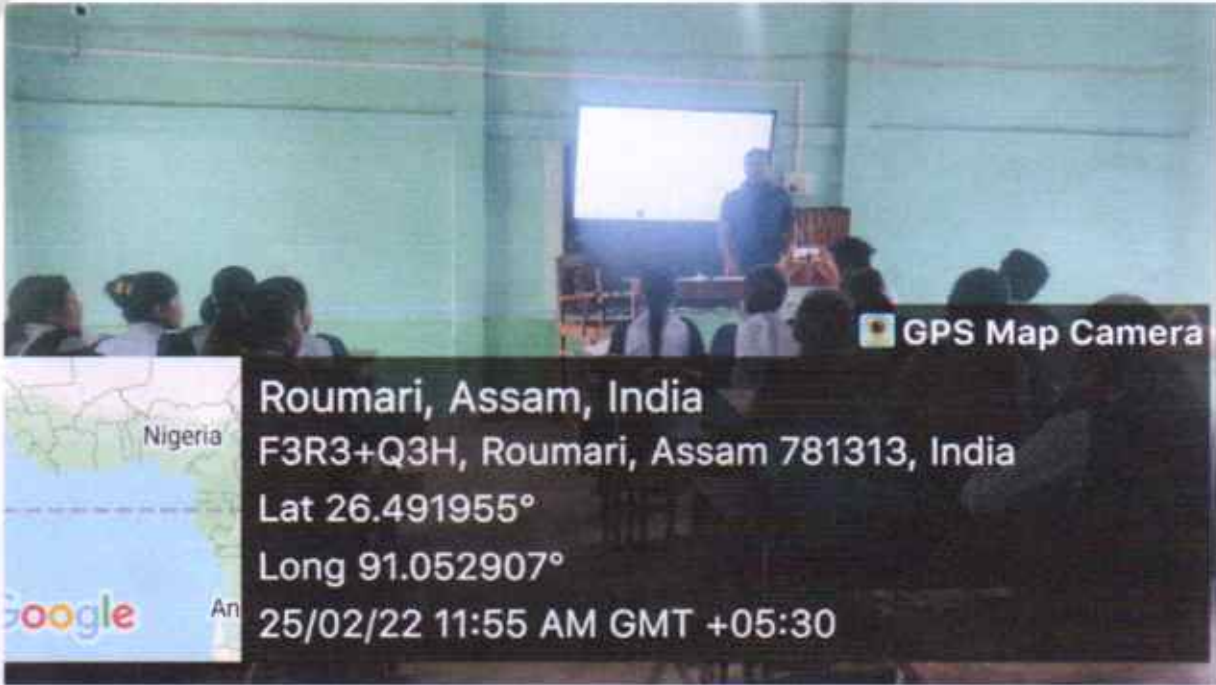 GPS Map Camera
Nigeria
Google
An
Roumari, Assam, India
F3R3+Q3H, Roumari, Assam 781313, India
Lat 26.491955°
Long 91.052907°
25/02/22 11:55 AM GMT +05:30